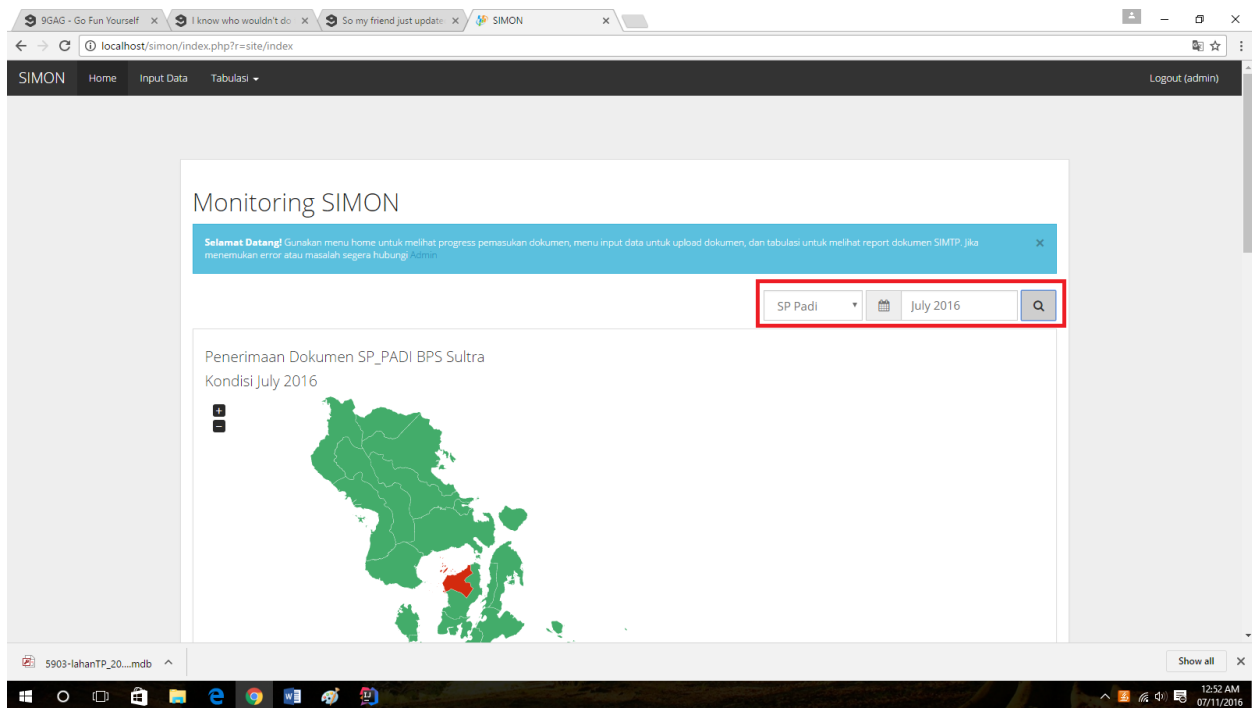 9GAG - Go Fun Yourself
I know who wouldn't do
So my friend just update
SIMON
localhost/simon/index.php?r=site/index
SIMON Home Input Data Tabulasi Logout (admin)
Monitoring SIMON
Selamat Datang! Gunakan menu home untuk melihat progress pemasukan dokumen, menu input data untuk upload dokumen, dan tabulasi untuk melihat report dokumen SIMTP. Jika
menemukan error atau masalah segera hubungi Admin
SP Padi July 2016
Penerimaan Dokumen SP_PADI BPS Sultra
Kondisi July 2016
5903-lahanTP_20....mdb Show all
12:52 AM
07/11/2016